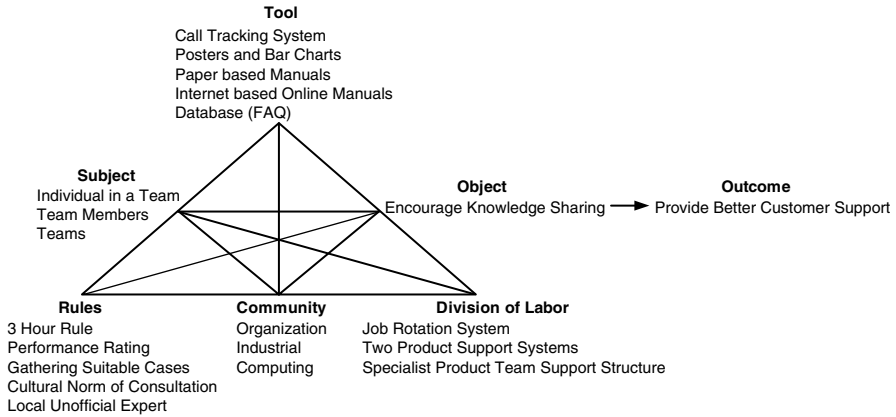 Tool
Call Tracking System
Posters and Bar Charts
Paper based Manuals
Internet based Online Manuals
Database (FAQ)
Subject
Individual in a Team
Team Members
Teams
Object
Encourage Knowledge Sharing
Outcome
Provide Better Customer Support
Rules
3 Hour Rule
Performance Rating
Gathering Suitable Cases
Cultural Norm of Consultation
Local Unofficial Expert
Community
Organization
Industrial
Computing
Division of Labor
Job Rotation System
Two Product Support Systems
Specialist Product Team Support Structure